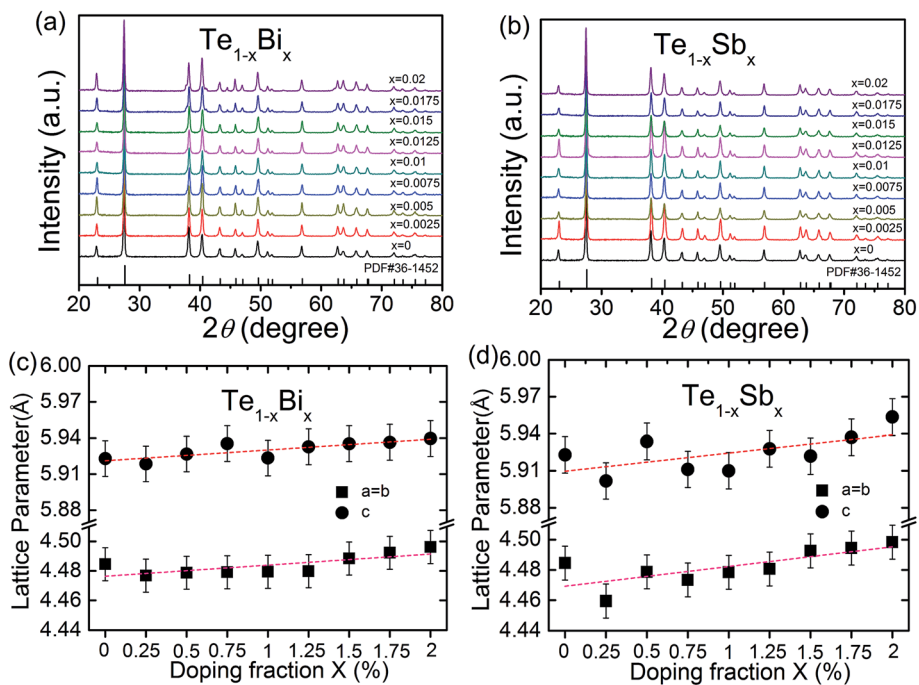 (a)
Te1-xBix
Intensity (a.u.)
x=0.02
x=0.0175
x=0.015
x=0.0125
x=0.01
x=0.0075
x=0.005
x=0.0025
x=0
PDF#36-1452
20 30 40 50 60 70 80
2θ (degree)
(b)
Te1-xSbx
Intensity (a.u.)
x=0.02
x=0.0175
x=0.015
x=0.0125
x=0.01
x=0.0075
x=0.005
x=0.0025
x=0
PDF#36-1452
20 30 40 50 60 70 80
2θ (degree)
(c)
Te1-xBix
Lattice Parameter(Å)
6.00
5.97
5.94
5.91
5.88
4.50
4.48
4.46
4.44
a=b
c
0 0.25 0.5 0.75 1 1.25 1.5 1.75 2
Doping fraction X (%)
(d)
Te1-xSbx
Lattice Parameter(Å)
6.00
5.97
5.94
5.91
5.88
4.50
4.48
4.46
4.44
a=b
c
0 0.25 0.5 0.75 1 1.25 1.5 1.75 2
Doping fraction X (%)